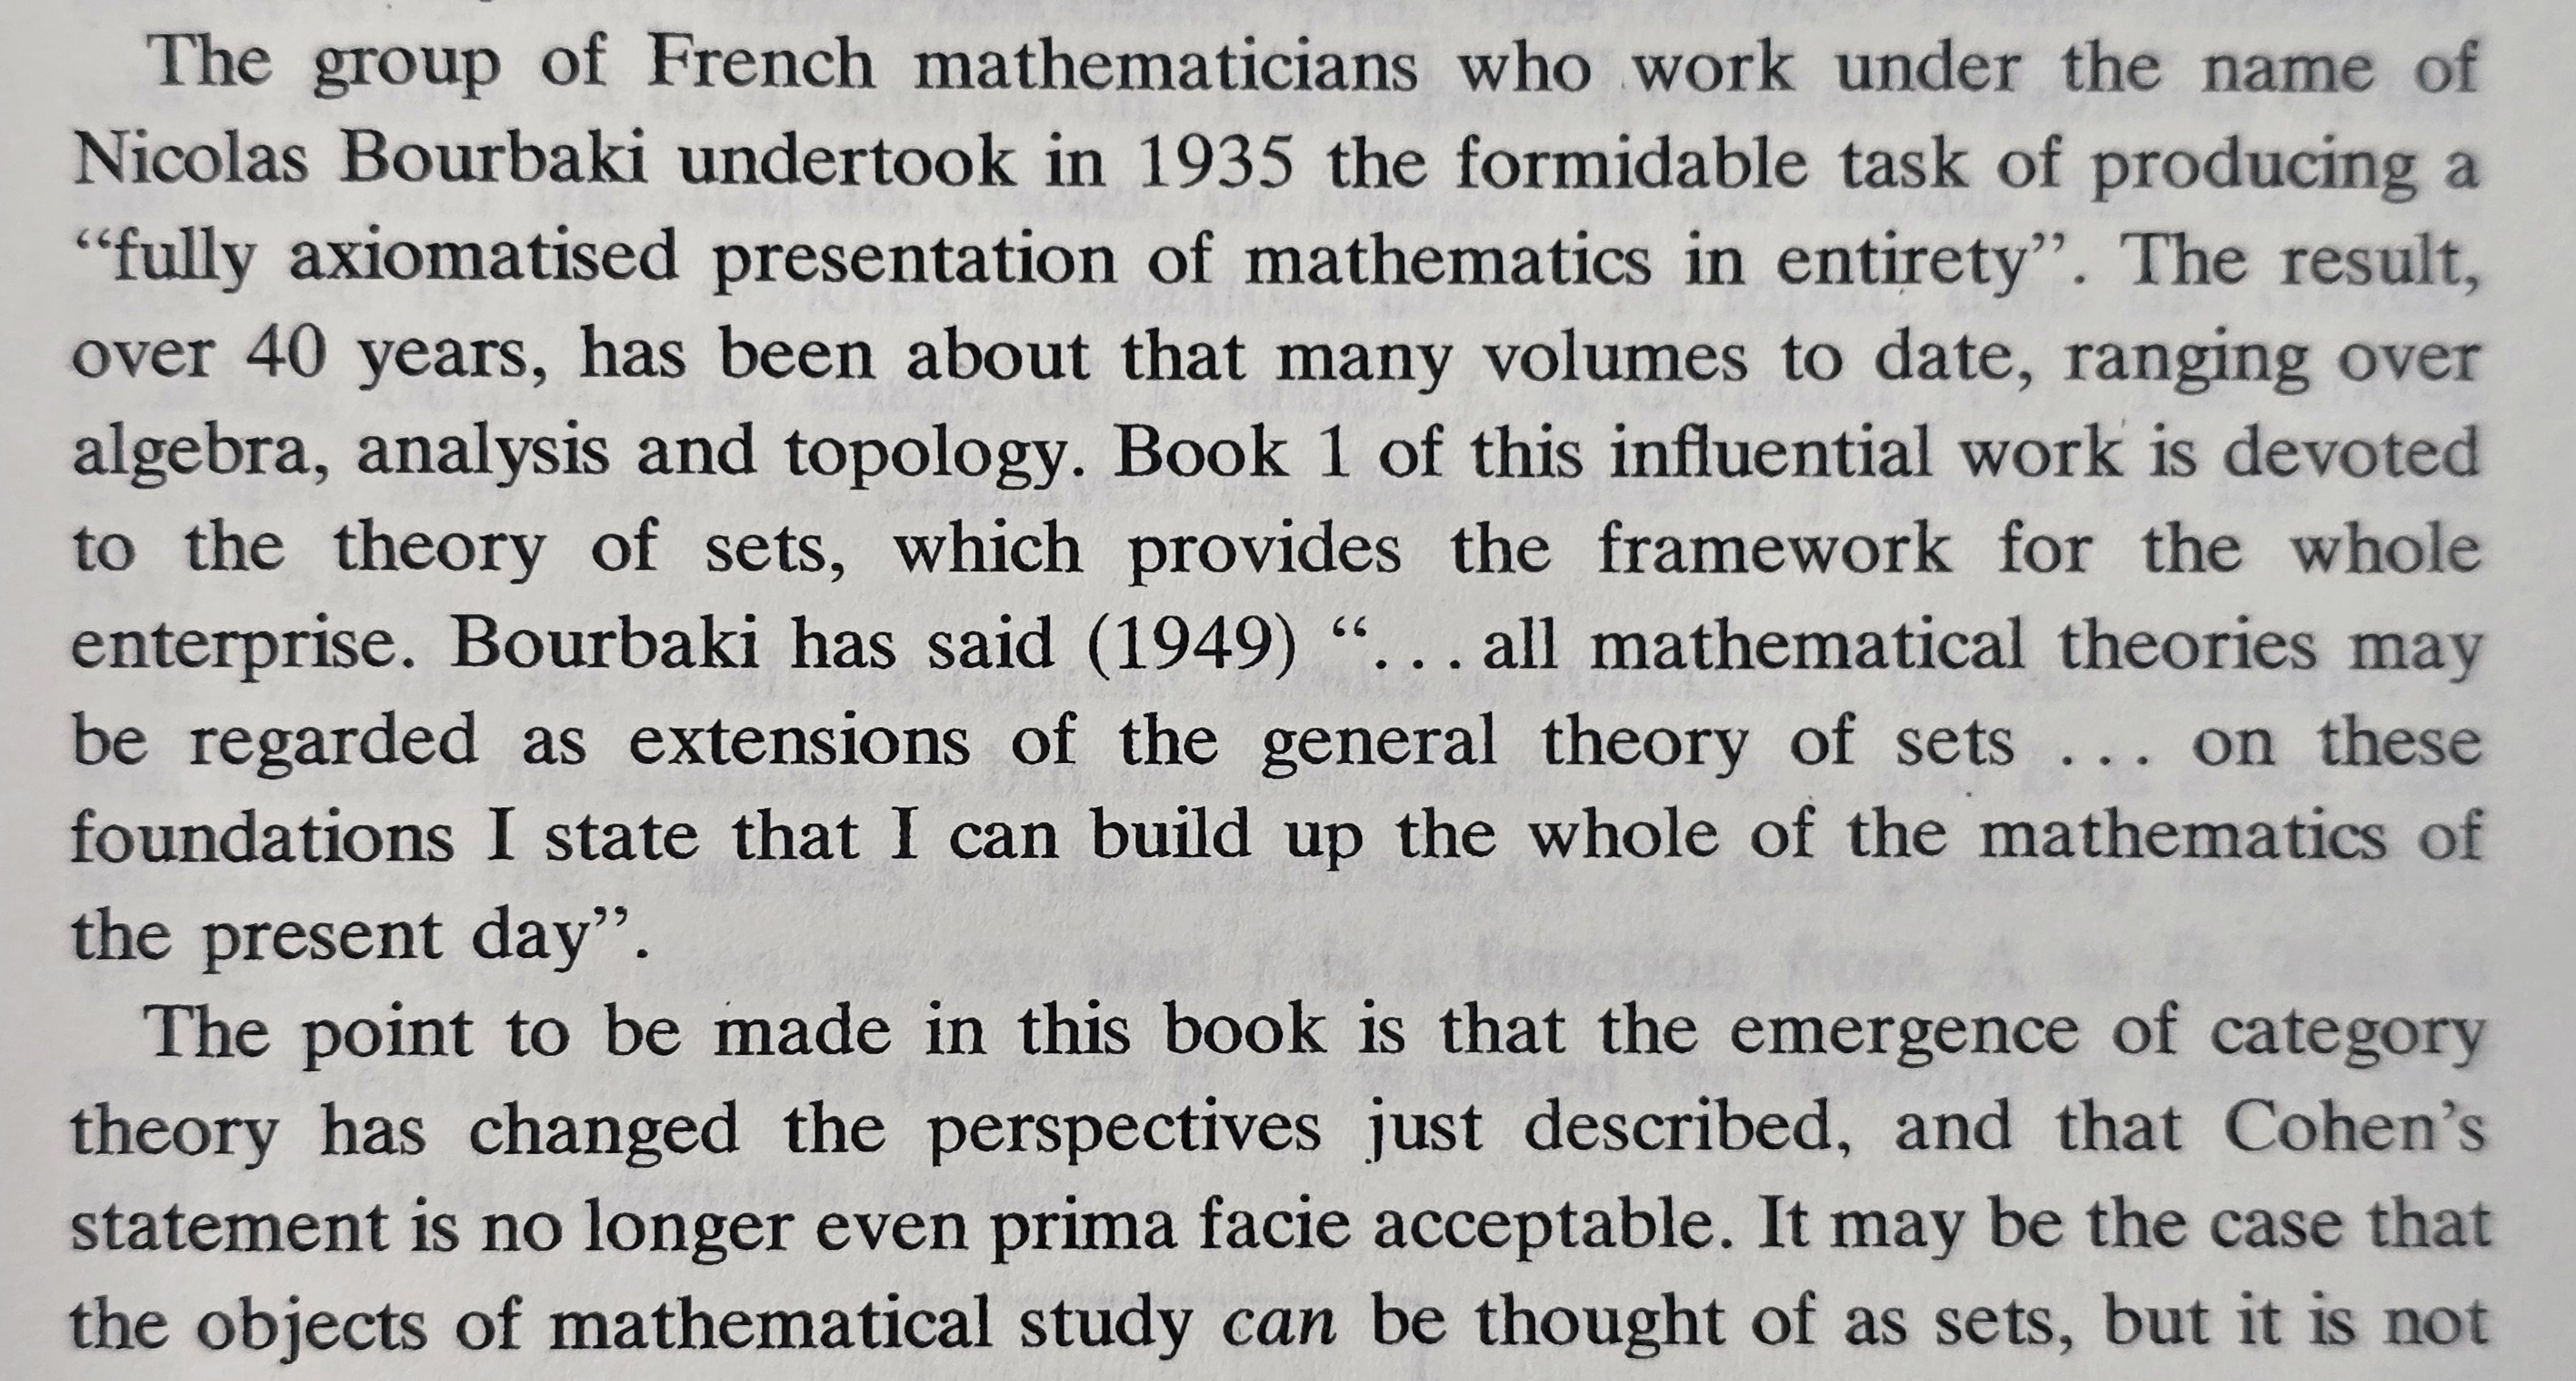 The group of French mathematicians who work under the name of
Nicolas Bourbaki undertook in 1935 the formidable task of producing a
“fully axiomatised presentation of mathematics in entirety”. The result,
over 40 years, has been about that many volumes to date, ranging over
algebra, analysis and topology. Book 1 of this influential work is devoted
to the theory of sets, which provides the framework for the whole
enterprise. Bourbaki has said (1949) “. . . all mathematical theories may
be regarded as extensions of the general theory of sets . . . on these
foundations I state that I can build up the whole of the mathematics of
the present day”.
The point to be made in this book is that the emergence of category
theory has changed the perspectives just described, and that Cohen’s
statement is no longer even prima facie acceptable. It may be the case that
the objects of mathematical study can be thought of as sets, but it is not